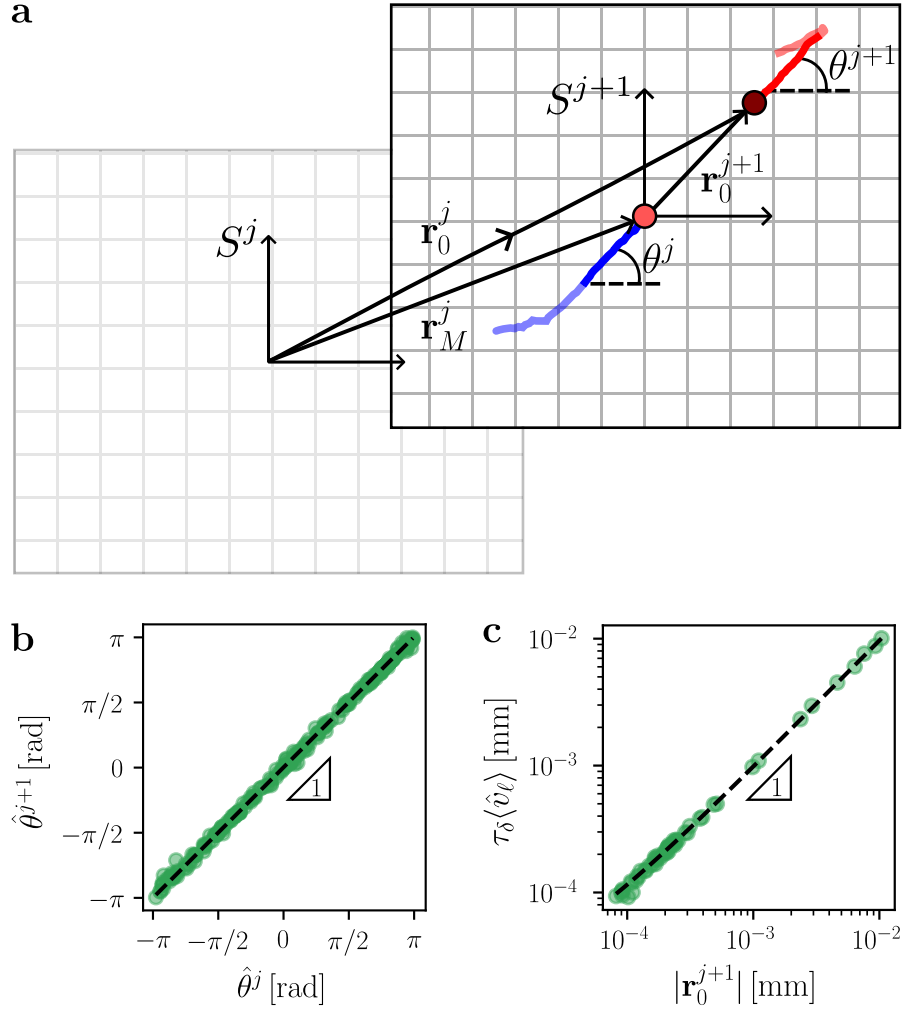 a
S^{j+1}
θ^{j+1}
r_0^{j+1}
S^j
r_0^j
θ^j
r_M^j
b
π
π/2
0
−π/2
−π
θ̂^{j+1} [rad]
1
−π −π/2 0 π/2 π
θ̂^j [rad]
c
10^{−2}
10^{−3}
10^{−4}
τ_δ⟨v̂_ℓ⟩ [mm]
1
10^{−4} 10^{−3} 10^{−2}
|r_0^{j+1}| [mm]